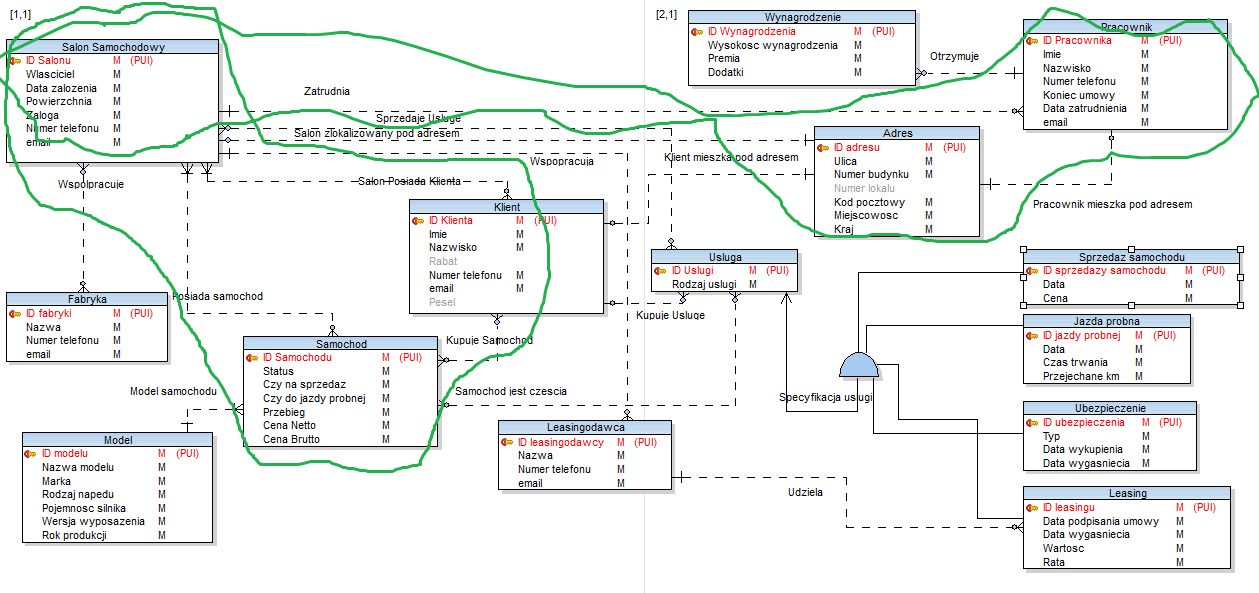 [1,1]
[2,1]
Salon Samochodowy
ID Salonu M (PUI)
Wlasciciel M
Data zalozenia M
Powierzchnia M
Zaloga M
Numer telefonu M
email M
Wynagrodzenie
ID Wynagrodzenia M (PUI)
Wysokosc wynagrodzenia M
Premia M
Dodatki M
Otrzymuje
Pracownik
ID Pracownika M (PUI)
Imie M
Nazwisko M
Numer telefonu M
Koniec umowy M
Data zatrudnienia M
email M
Zatrudnia
Sprzedaje Usluge
Salon zlokalizowany pod adresem
Wspopracuja
Salon Posiada Klienta
Klient mieszka pod adresem
Adres
ID adresu M (PUI)
Ulica M
Numer budynku M
Numer lokalu
Kod pocztowy M
Miejscowosc M
Kraj M
Pracownik mieszka pod adresem
Wspolpracuje
Klient
ID Klienta M (PUI)
Imie M
Nazwisko M
Rabat
Numer telefonu M
email M
Pesel
Usluga
ID Uslugi M (PUI)
Rodzaj uslugi M
Kupuje Usluge
Sprzedaz samochodu
ID sprzedazy samochodu M (PUI)
Data M
Cena M
Fabryka
ID fabryki M (PUI)
Nazwa M
Numer telefonu M
email M
Posiada samochod
Samochod
ID Samochodu M (PUI)
Status M
Czy na sprzedaz M
Czy do jazdy probnej M
Przebieg M
Cena Netto M
Cena Brutto M
Kupuje Samochod
Samochod jest czescia
Model samochodu
Jazda probna
ID jazdy probnej M (PUI)
Data M
Czas trwania M
Przejechane km M
Specyfikacja uslugi
Ubezpieczenie
ID ubezpieczenia M (PUI)
Typ M
Data wykupienia M
Data wygasniecia M
Model
ID modelu M (PUI)
Nazwa modelu M
Marka M
Rodzaj napedu M
Pojemnosc silnika M
Wersja wyposazenia M
Rok produkcji M
Leasingodawca
ID leasingodawcy M (PUI)
Nazwa M
Numer telefonu M
email M
Udziela
Leasing
ID leasingu M (PUI)
Data podpisania umowy M
Data wygasniecia M
Wartosc M
Rata M